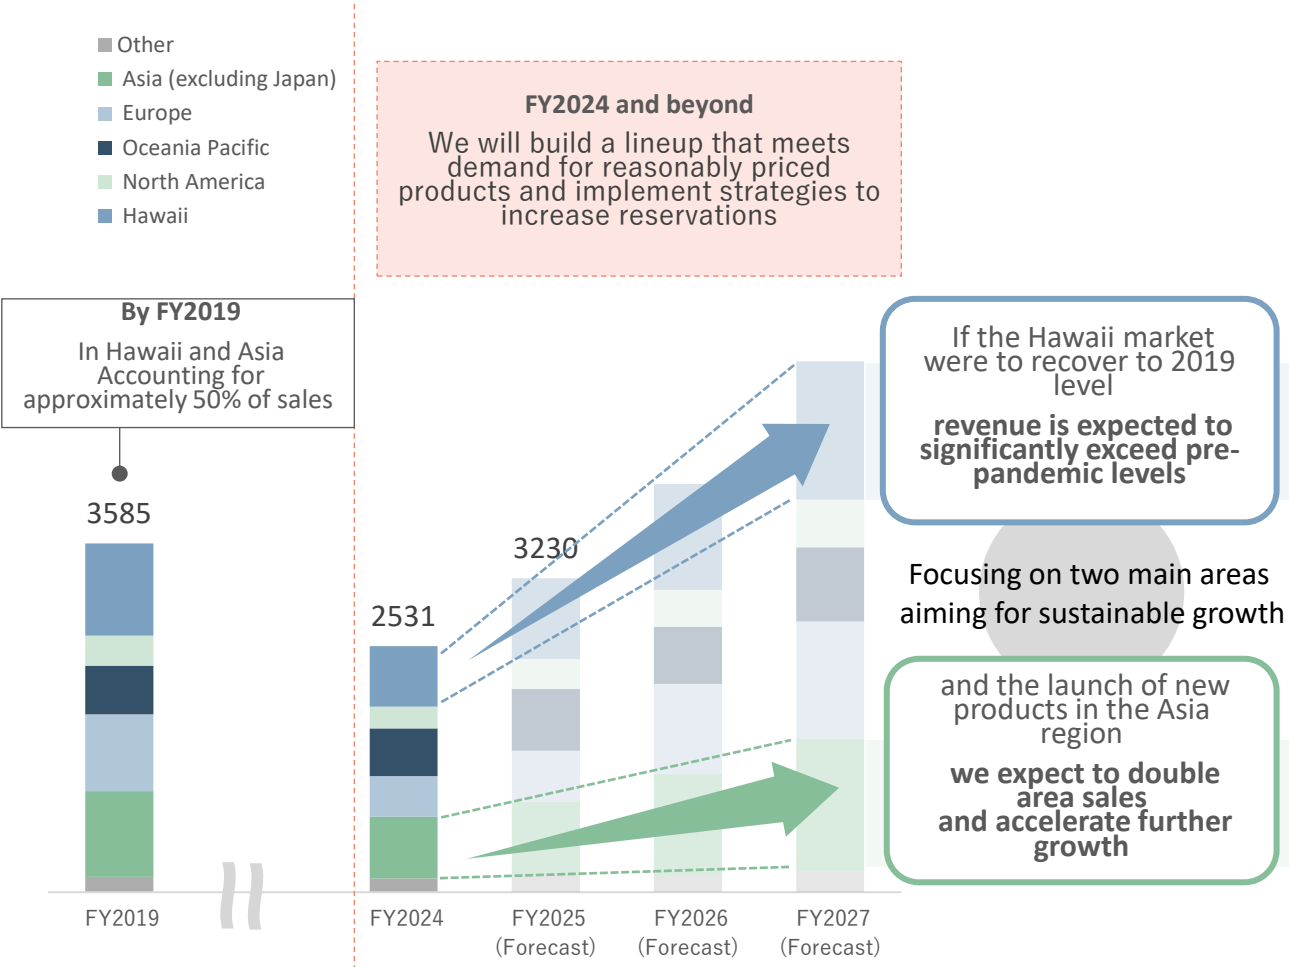 Other
Asia (excluding Japan)
Europe
Oceania Pacific
North America
Hawaii
FY2024 and beyond
We will build a lineup that meets
demand for reasonably priced
products and implement strategies to
increase reservations
By FY2019
In Hawaii and Asia
Accounting for
approximately 50% of sales
3585
2531
3230
If the Hawaii market
were to recover to 2019
level
revenue is expected to
significantly exceed pre-
pandemic levels
Focusing on two main areas
aiming for sustainable growth
and the launch of new
products in the Asia
region
we expect to double
area sales
and accelerate further
growth
FY2019
FY2024
FY2025
(Forecast)
FY2026
(Forecast)
FY2027
(Forecast)